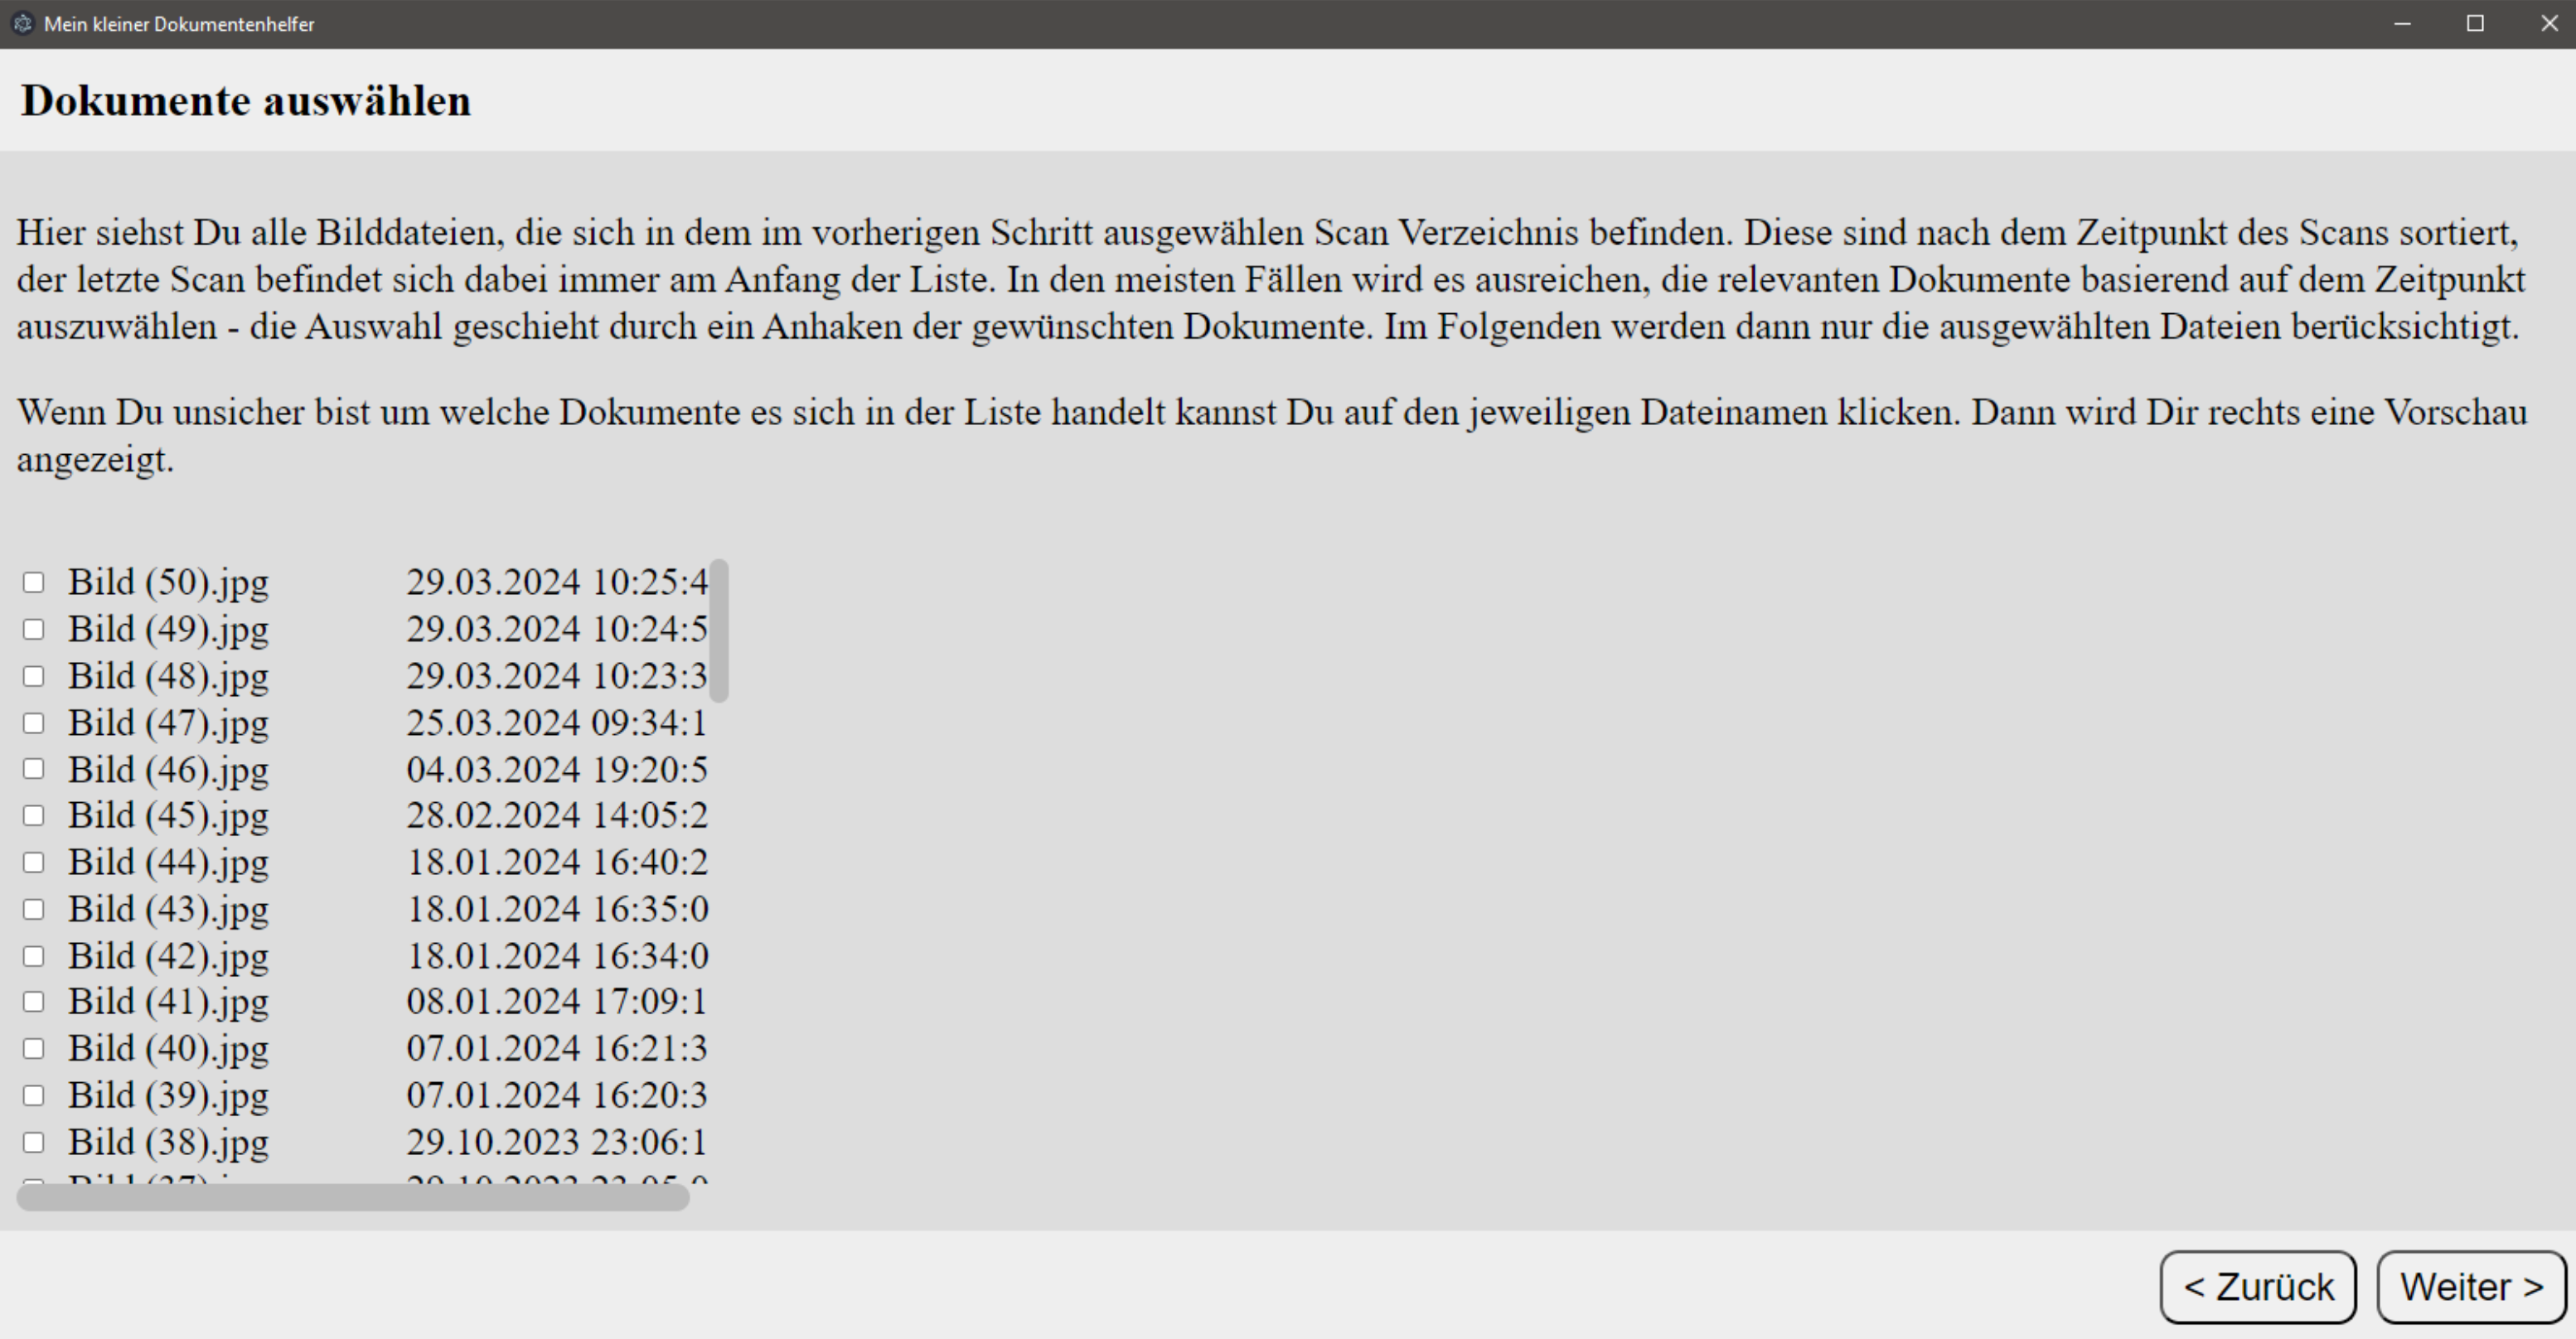 Mein kleiner Dokumentenhelfer
Dokumente auswählen
Hier siehst Du alle Bilddateien, die sich in dem im vorherigen Schritt ausgewählen Scan Verzeichnis befinden. Diese sind nach dem Zeitpunkt des Scans sortiert,
der letzte Scan befindet sich dabei immer am Anfang der Liste. In den meisten Fällen wird es ausreichen, die relevanten Dokumente basierend auf dem Zeitpunkt
auszuwählen - die Auswahl geschieht durch ein Anhaken der gewünschten Dokumente. Im Folgenden werden dann nur die ausgewählten Dateien berücksichtigt.
Wenn Du unsicher bist um welche Dokumente es sich in der Liste handelt kannst Du auf den jeweiligen Dateinamen klicken. Dann wird Dir rechts eine Vorschau
angezeigt.
Bild (50).jpg 29.03.2024 10:25:4
Bild (49).jpg 29.03.2024 10:24:5
Bild (48).jpg 29.03.2024 10:23:3
Bild (47).jpg 25.03.2024 09:34:1
Bild (46).jpg 04.03.2024 19:20:5
Bild (45).jpg 28.02.2024 14:05:2
Bild (44).jpg 18.01.2024 16:40:2
Bild (43).jpg 18.01.2024 16:35:0
Bild (42).jpg 18.01.2024 16:34:0
Bild (41).jpg 08.01.2024 17:09:1
Bild (40).jpg 07.01.2024 16:21:3
Bild (39).jpg 07.01.2024 16:20:3
Bild (38).jpg 29.10.2023 23:06:1
< Zurück Weiter >